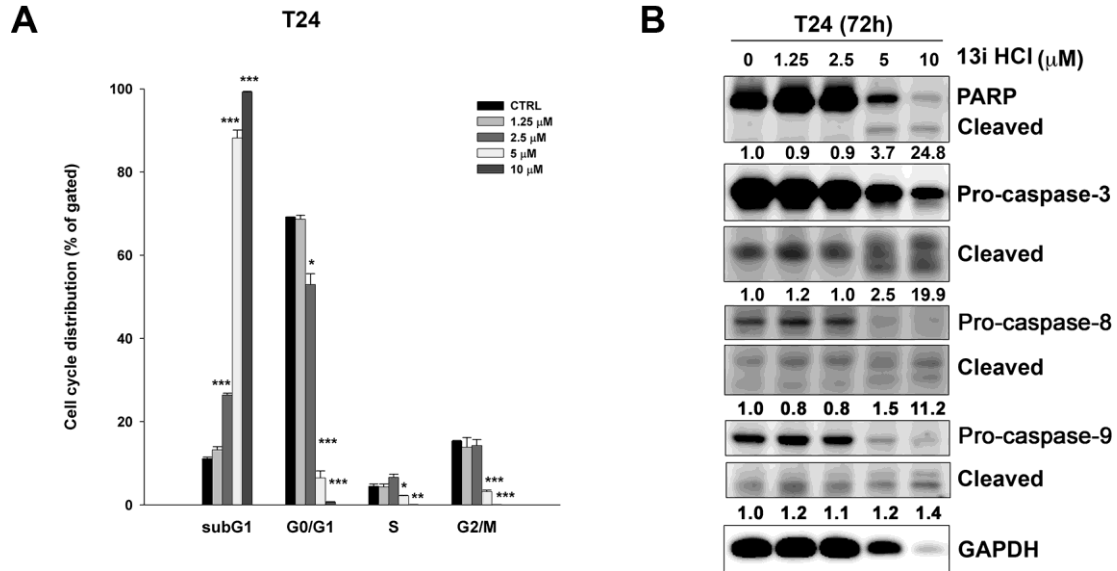 A
T24
Cell cycle distribution (% of gated)
100
80
60
40
20
0
CTRL
1.25 μM
2.5 μM
5 μM
10 μM
***
***
***
*
***
***
*
**
***
***
subG1 G0/G1 S G2/M
B
T24 (72h)
0 1.25 2.5 5 10 13i HCl (μM)
PARP
Cleaved
1.0 0.9 0.9 3.7 24.8
Pro-caspase-3
Cleaved
1.0 1.2 1.0 2.5 19.9
Pro-caspase-8
Cleaved
1.0 0.8 0.8 1.5 11.2
Pro-caspase-9
Cleaved
1.0 1.2 1.1 1.2 1.4
GAPDH